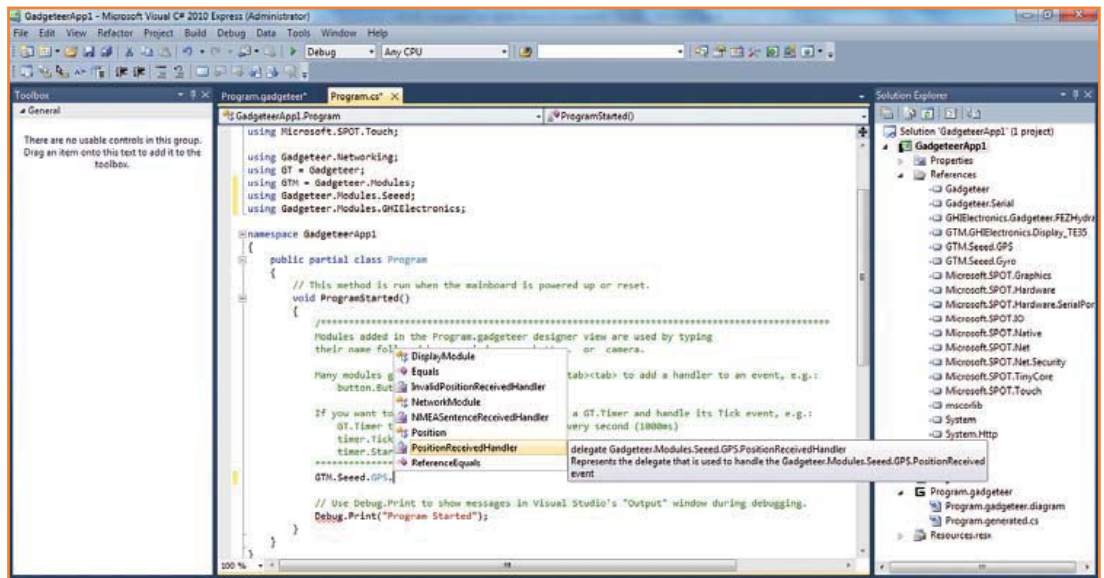 GadgeteerApp1 - Microsoft Visual C# 2010 Express (Administrator)
File Edit View Refactor Project Build Debug Data Tools Window Help
Debug Any CPU
Toolbox
General
There are no usable controls in this group.
Drag an item onto this text to add it to the
toolbox.
Program.gadgeteer* Program.cs*
GadgeteerApp1.Program ProgramStarted()
using Microsoft.SPOT.Touch;
using Gadgeteer.Networking;
using GT = Gadgeteer;
using GTM = Gadgeteer.Modules;
using Gadgeteer.Modules.Seeed;
using Gadgeteer.Modules.GHIElectronics;
namespace GadgeteerApp1
{
public partial class Program
{
// This method is run when the mainboard is powered up or reset.
void ProgramStarted()
{
/*******************************************************************************************
Modules added in the Program.gadgeteer designer view are used by typing
their name or camera.
Many modules tab><tab> to add a handler to an event, e.g.:
If you want to a GT.Timer and handle its Tick event, e.g.:
GT.Timer very second (1000ms)
timer.Tick
GTM.Seeed.GPS.
DisplayModule
Equals
InvalidPositionReceivedHandler
NetworkModule
NMEASentenceReceivedHandler
Position
PositionReceivedHandler
ReferenceEquals
delegate Gadgeteer.Modules.Seeed.GPS.PositionReceivedHandler
Represents the delegate that is used to handle the Gadgeteer.Modules.Seeed.GPS.PositionReceived
event
// Use Debug.Print to show messages in Visual Studio's "Output" window during debugging.
Debug.Print("Program Started");
}
}
}
100 %
Solution Explorer
Solution 'GadgeteerApp1' (1 project)
GadgeteerApp1
Properties
References
Gadgeteer
Gadgeteer.Serial
GHIElectronics.Gadgeteer.FEZHydra
GTM.GHIElectronics.Display_TE35
GTM.Seeed.GPS
GTM.Seeed.Gyro
Microsoft.SPOT.Graphics
Microsoft.SPOT.Hardware
Microsoft.SPOT.Hardware.SerialPor
Microsoft.SPOT.IO
Microsoft.SPOT.Native
Microsoft.SPOT.Net
Microsoft.SPOT.Net.Security
Microsoft.SPOT.TinyCore
Microsoft.SPOT.Touch
mscorlib
System
System.Http
Program.gadgeteer
Program.gadgeteer.diagram
Program.generated.cs
Resources.resx